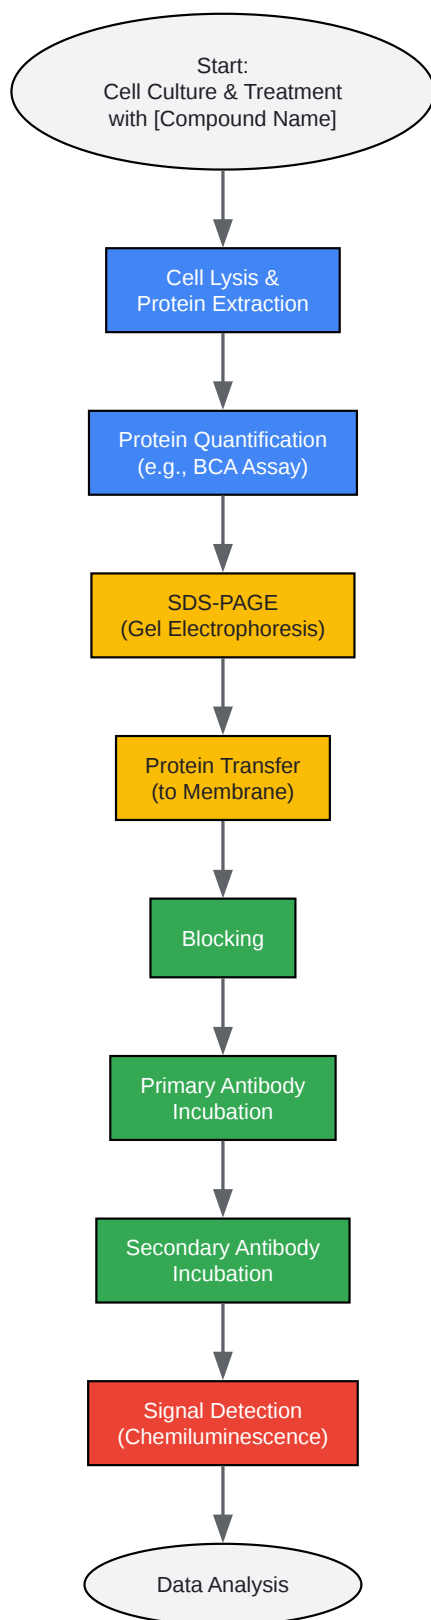 Start:
Cell Culture & Treatment
with [Compound Name]
Cell Lysis &
Protein Extraction
Protein Quantification
(e.g., BCA Assay)
SDS-PAGE
(Gel Electrophoresis)
Protein Transfer
(to Membrane)
Blocking
Primary Antibody
Incubation
Secondary Antibody
Incubation
Signal Detection
(Chemiluminescence)
Data Analysis